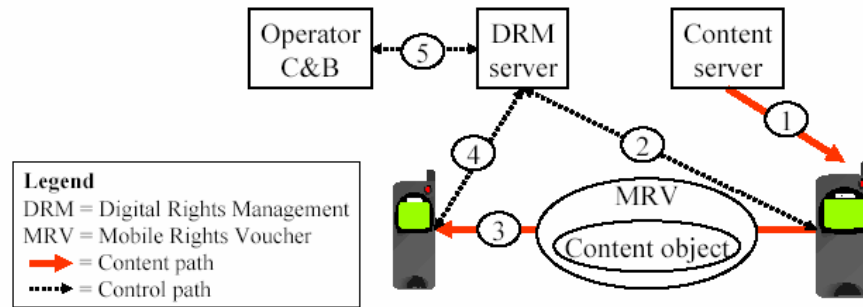 Operator
C&B
5
DRM
server
Content
server
1
2
4
MRV
3
Content object
Legend
DRM = Digital Rights Management
MRV = Mobile Rights Voucher
= Content path
= Control path